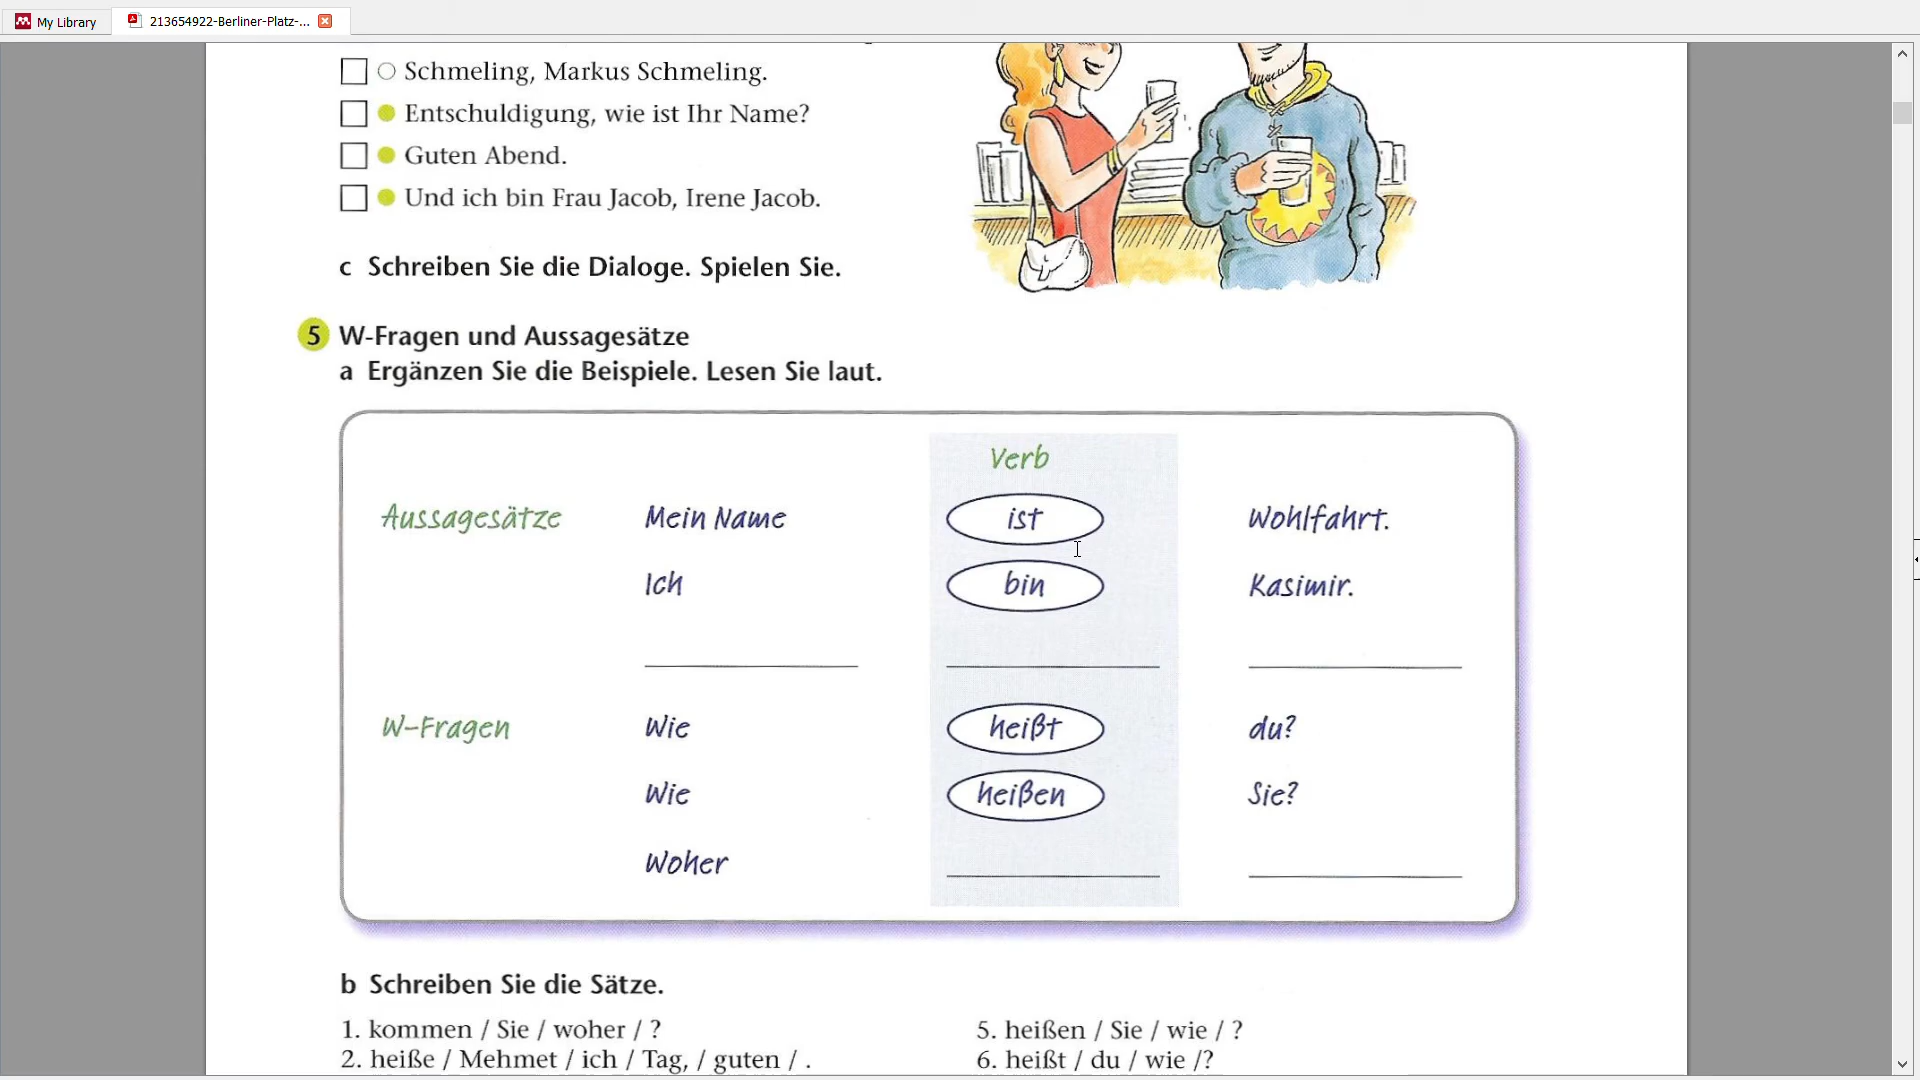 My Library
213654922-Berliner-Platz-...
Schmeling, Markus Schmeling.
Entschuldigung, wie ist Ihr Name?
Guten Abend.
Und ich bin Frau Jacob, Irene Jacob.
c Schreiben Sie die Dialoge. Spielen Sie.
5 W-Fragen und Aussagesätze
a Ergänzen Sie die Beispiele. Lesen Sie laut.
Verb
Aussagesätze Mein Name ist Wohlfahrt.
Ich bin Kasimir.
W-Fragen Wie heißt du?
Wie heißen Sie?
Woher
b Schreiben Sie die Sätze.
1. kommen / Sie / woher / ?
2. heiße / Mehmet / ich / Tag, / guten / .
5. heißen / Sie / wie / ?
6. heißt / du / wie /?